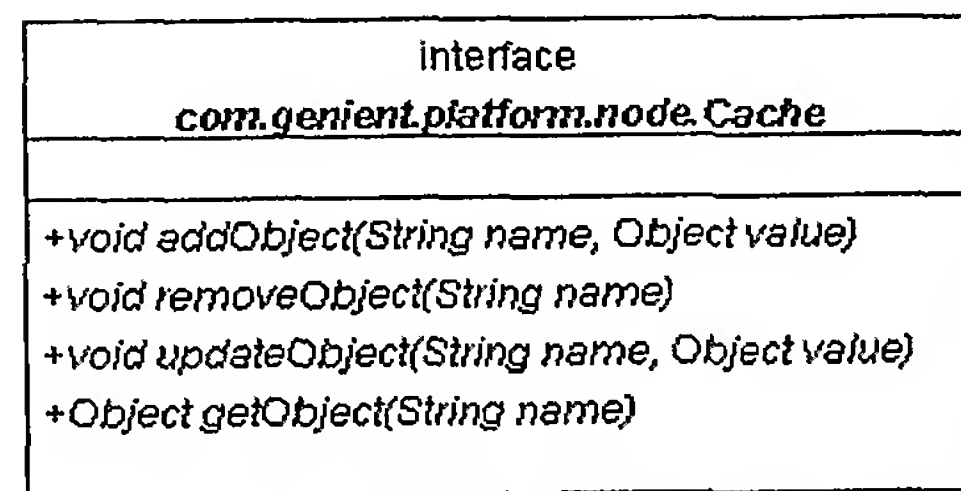 interface
com.genient.platform.node.Cache
+void addObject(String name, Object value)
+void removeObject(String name)
+void updateObject(String name, Object value)
+Object getObject(String name)